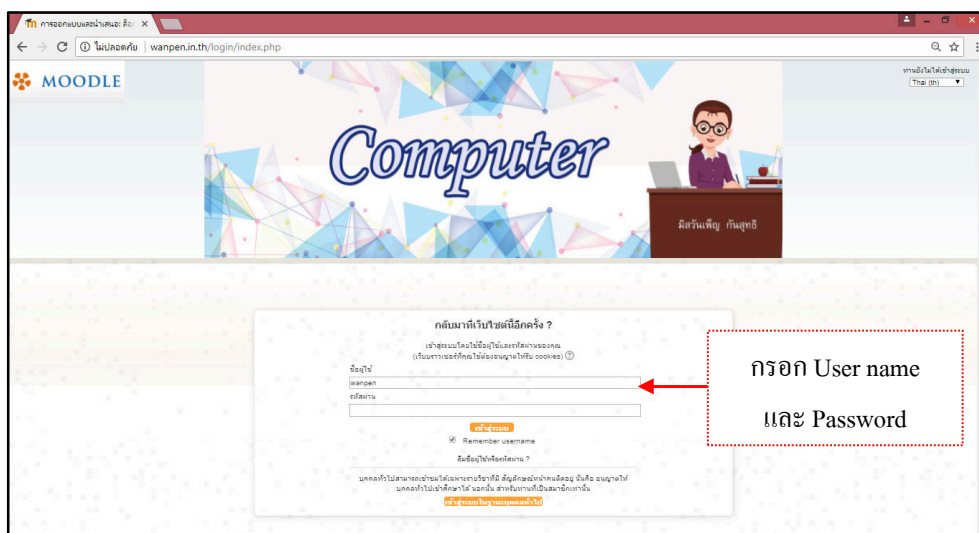 การออกแบบและนำเสนอ: ล็อ
ไม่ปลอดภัย | wanpen.in.th/login/index.php
MOODLE
ท่านยังไม่ได้เข้าสู่ระบบ
Thai (th)
Computer
มิสวันเพ็ญ กันสุทธิ
กลับมาที่เว็บไซต์นี้อีกครั้ง ?
เข้าสู่ระบบโดยใช้ชื่อผู้ใช้และรหัสผ่านของคุณ
(เว็บบราวเซอร์ที่คุณใช้ต้องอนุญาตให้รับ cookies)
ชื่อผู้ใช้
wanpen
รหัสผ่าน
เข้าสู่ระบบ
Remember username
ลืมชื่อผู้ใช้หรือรหัสผ่าน ?
บุคคลทั่วไปสามารถเข้าชมได้เฉพาะรายวิชาที่มี สัญลักษณ์หน้าคนติดอยู่ นั่นคือ อนุญาตให้
บุคคลทั่วไปเข้าศึกษาได้ นอกนั้น สำหรับท่านที่เป็นสมาชิกเท่านั้น
เข้าสู่ระบบในฐานะบุคคลทั่วไป
กรอก User name
และ Password